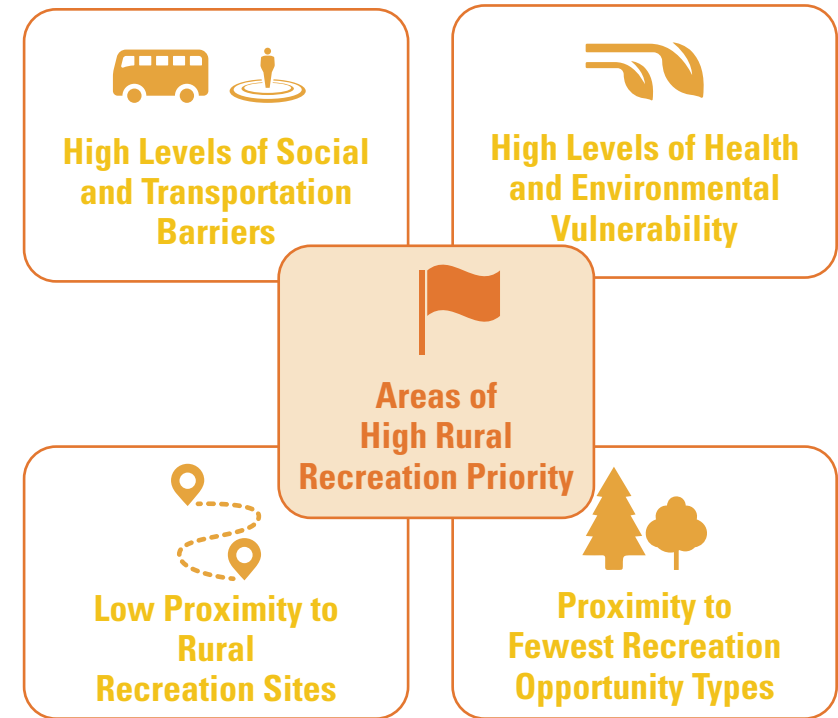 High Levels of Social
and Transportation
Barriers
High Levels of Health
and Environmental
Vulnerability
Areas of
High Rural
Recreation Priority
Low Proximity to
Rural
Recreation Sites
Proximity to
Fewest Recreation
Opportunity Types